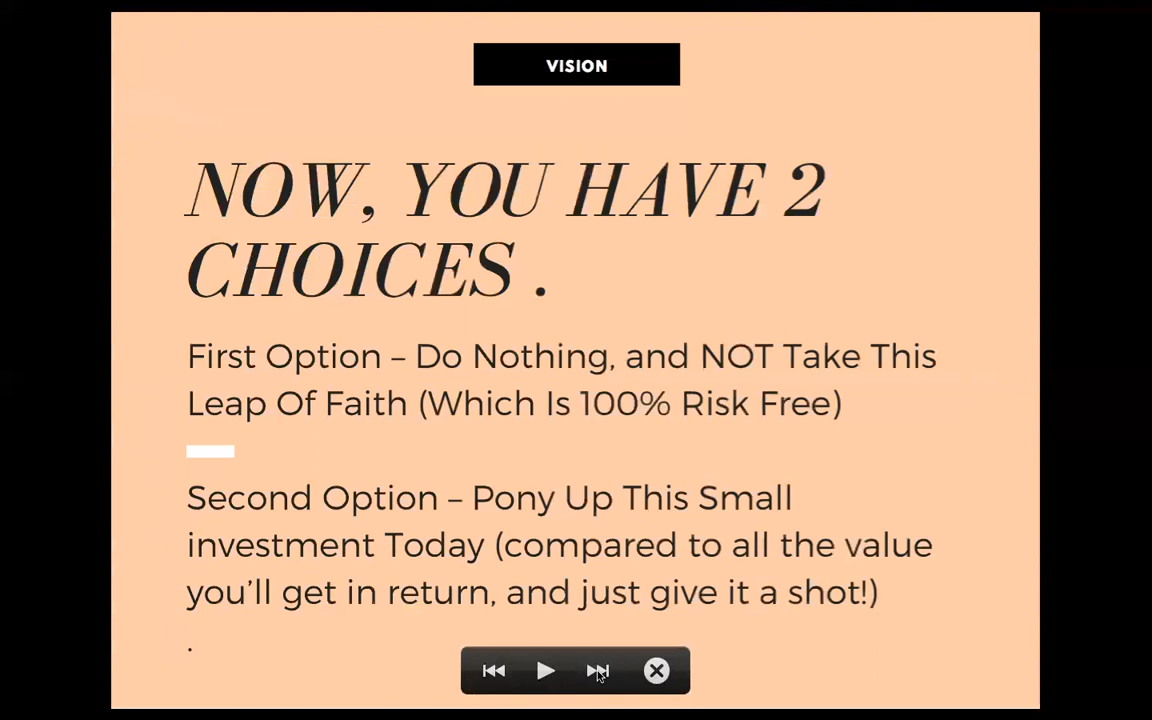 VISION
NOW, YOU HAVE 2
CHOICES .
First Option – Do Nothing, and NOT Take This
Leap Of Faith (Which Is 100% Risk Free)
Second Option – Pony Up This Small
investment Today (compared to all the value
you’ll get in return, and just give it a shot!)
.